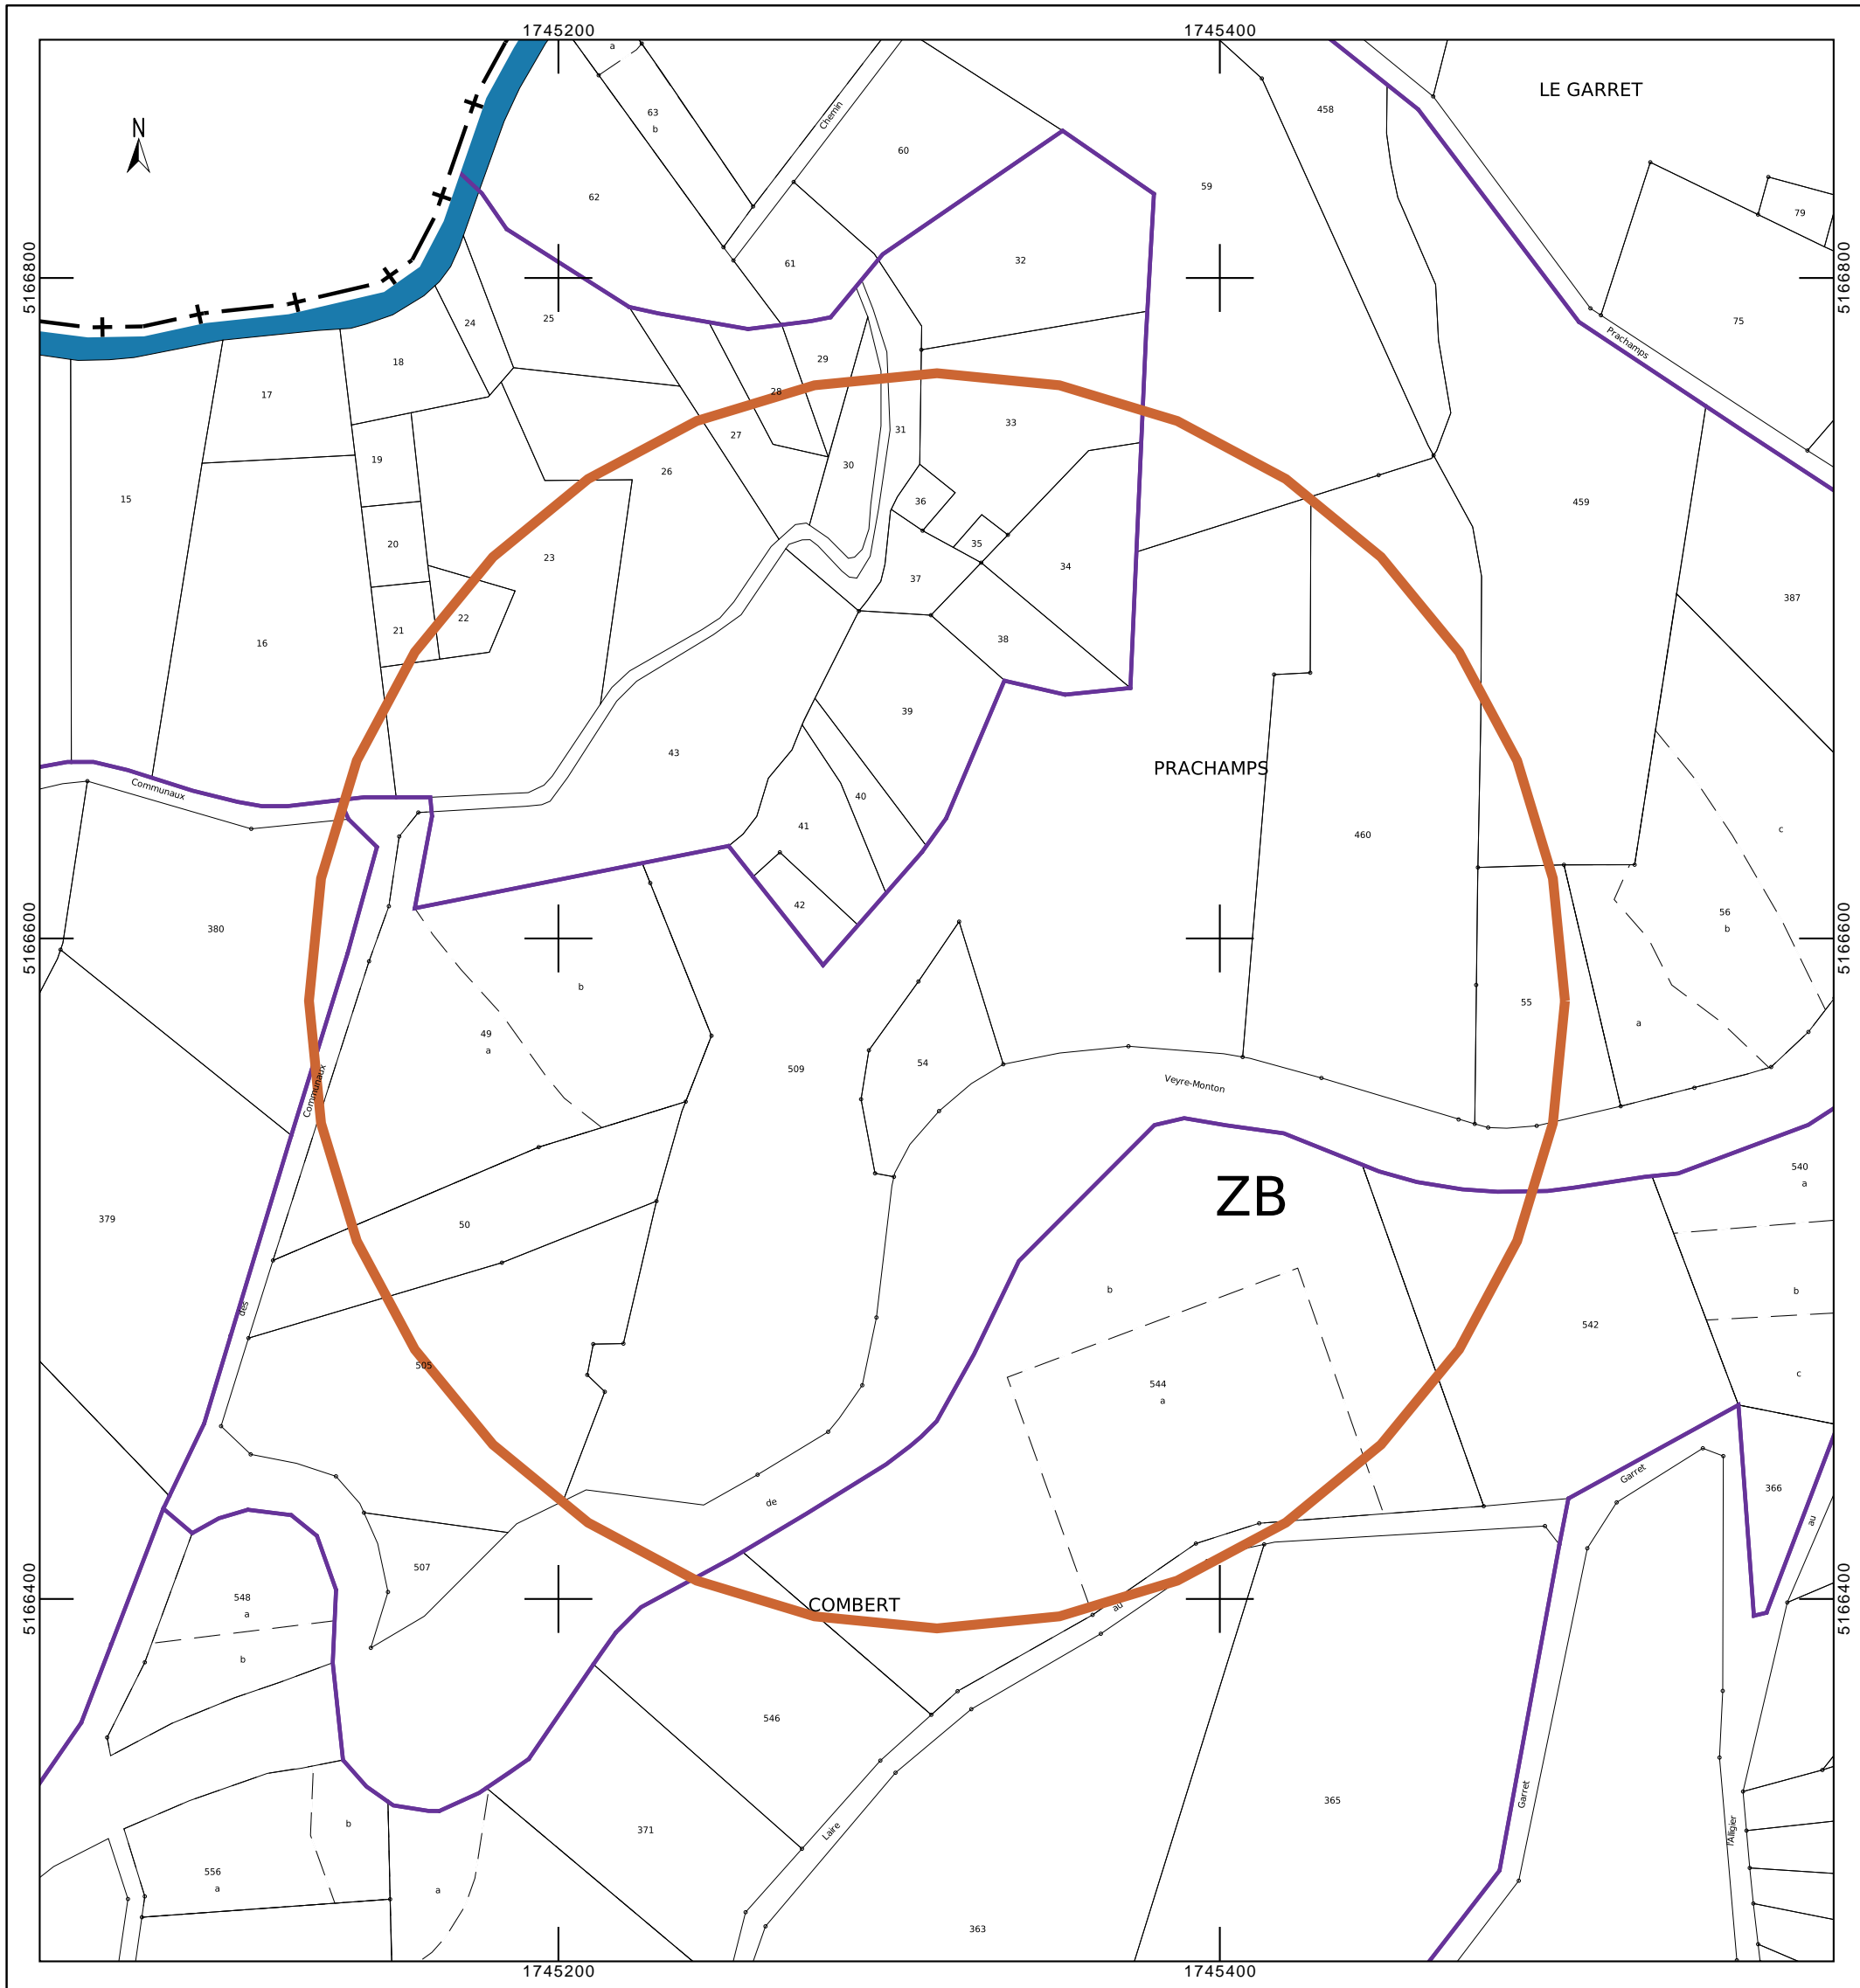 1745200 1745400
a
LE GARRET
63
b
Chemin
458
N
60
59
62
79
5166800
61
32
5166800
24
25
75
Prachamps
29
18
17
28
33
27
31
19
30
26
15
36
459
20
35
23
34
37
387
22
21
38
16
39
43
PRACHAMPS
Communaux
40
c
41
460
42
56
b
380
5166600
5166600
b
55
a
49
a
54
509
Veyre-Monton
Communaux
540
a
ZB
379
50
b
b
des
542
505
c
544
a
Garret
366
de
au
507
548
a
COMBERT
au
5166400
5166400
b
546
Garret
365
b
371
Laire
l'Alligier
556
a
a
363
1745200 1745400